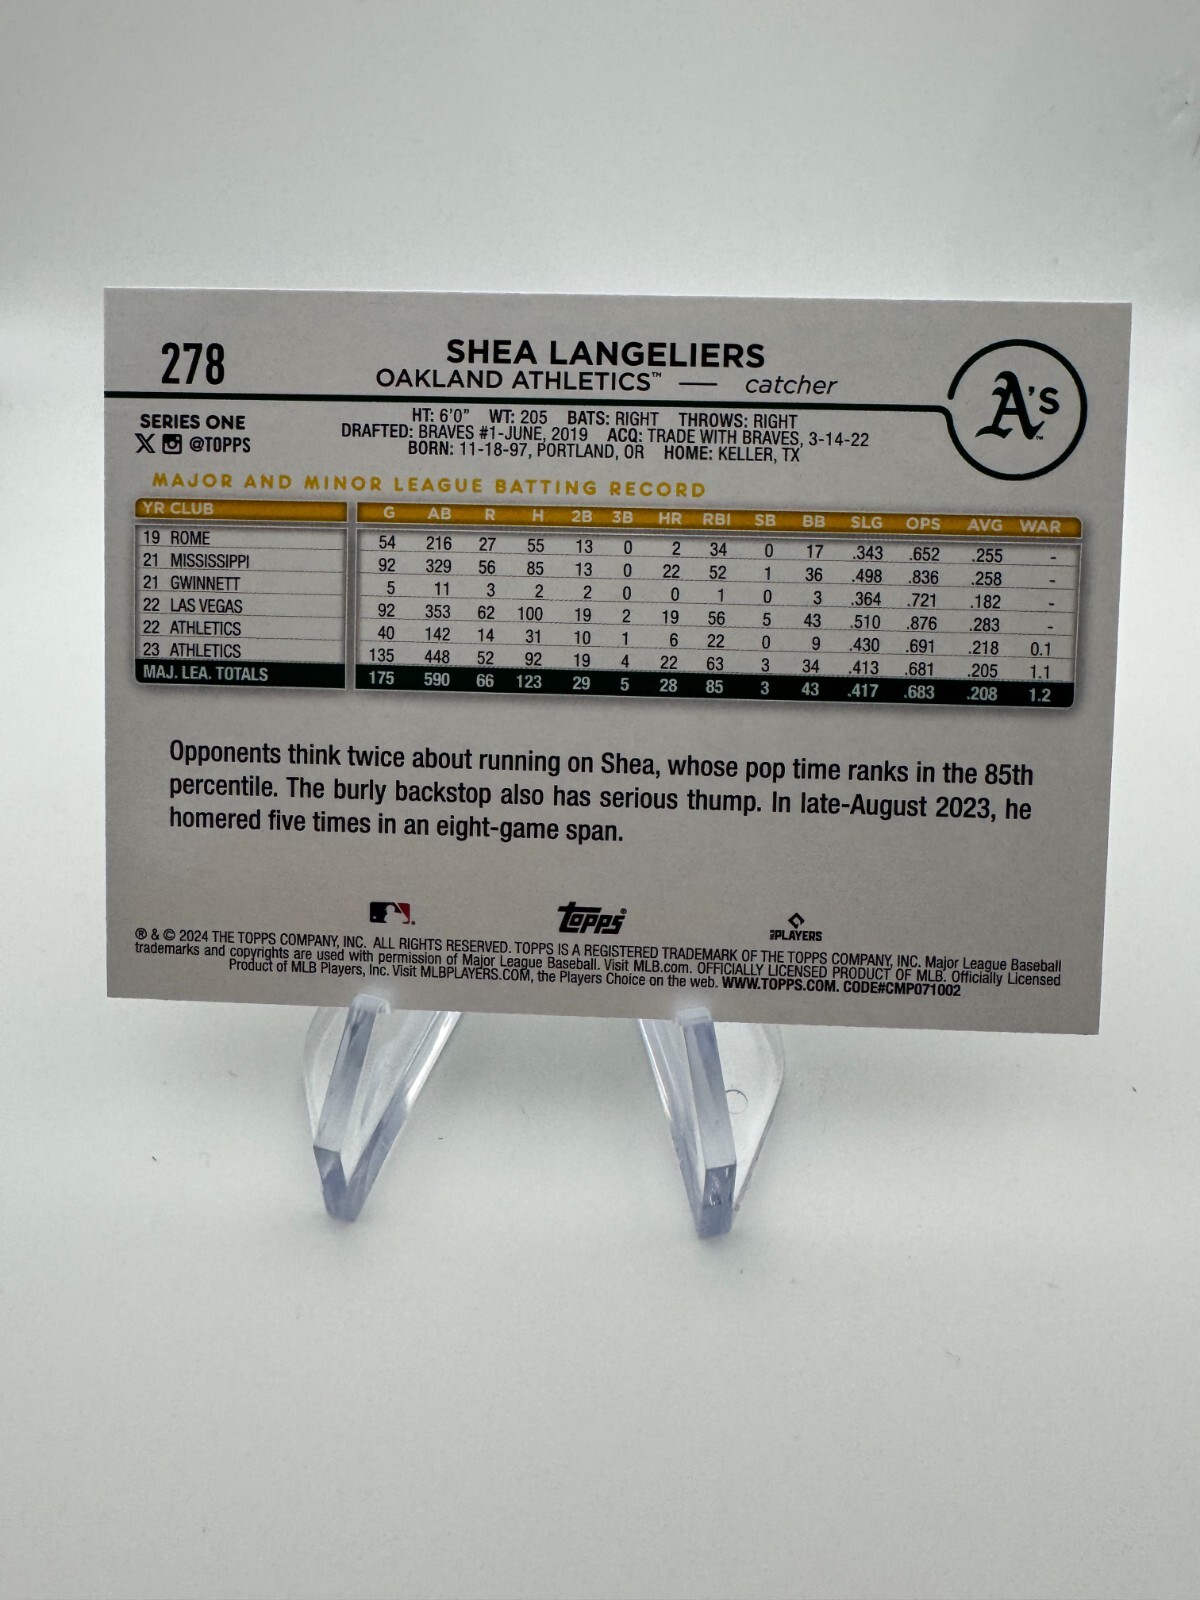 278
SHEA LANGELIERS
OAKLAND ATHLETICS™ — catcher
A's™
SERIES ONE
@TOPPS
HT: 6'0" WT: 205 BATS: RIGHT THROWS: RIGHT
DRAFTED: BRAVES #1-JUNE, 2019 ACQ: TRADE WITH BRAVES, 3-14-22
BORN: 11-18-97, PORTLAND, OR HOME: KELLER, TX
MAJOR AND MINOR LEAGUE BATTING RECORD
YR CLUB G AB R H 2B 3B HR RBI SB BB SLG OPS AVG WAR
19 ROME 54 216 27 55 13 0 2 34 0 17 .343 .652 .255 -
21 MISSISSIPPI 92 329 56 85 13 0 22 52 1 36 .498 .836 .258 -
21 GWINNETT 5 11 3 2 2 0 0 1 0 3 .364 .721 .182 -
22 LAS VEGAS 92 353 62 100 19 2 19 56 5 43 .510 .876 .283 -
22 ATHLETICS 40 142 14 31 10 1 6 22 0 9 .430 .691 .218 0.1
23 ATHLETICS 135 448 52 92 19 4 22 63 3 34 .413 .681 .205 1.1
MAJ. LEA. TOTALS 175 590 66 123 29 5 28 85 3 43 .417 .683 .208 1.2
Opponents think twice about running on Shea, whose pop time ranks in the 85th
percentile. The burly backstop also has serious thump. In late-August 2023, he
homered five times in an eight-game span.
Topps®
MLBPLAYERS
® & © 2024 THE TOPPS COMPANY, INC. ALL RIGHTS RESERVED. TOPPS IS A REGISTERED TRADEMARK OF THE TOPPS COMPANY, INC. Major League Baseball
trademarks and copyrights are used with permission of Major League Baseball. Visit MLB.com. OFFICIALLY LICENSED PRODUCT OF MLB. Officially Licensed
Product of MLB Players, Inc. Visit MLBPLAYERS.COM, the Players Choice on the web. WWW.TOPPS.COM. CODE#CMP071002